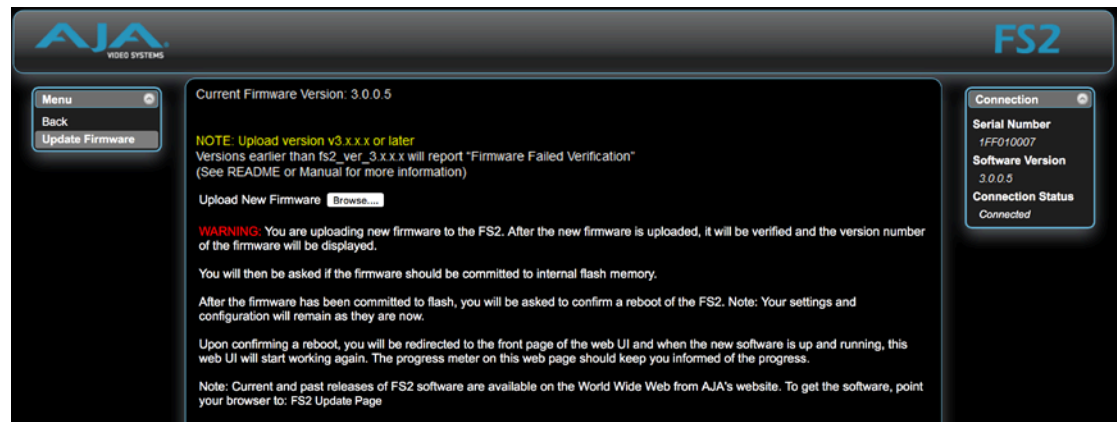 AJA
VIDEO SYSTEMS
FS2
Menu
Back
Update Firmware
Current Firmware Version: 3.0.0.5
NOTE: Upload version v3.x.x.x or later
Versions earlier than fs2_ver_3.x.x.x will report “Firmware Failed Verification”
(See README or Manual for more information)
Upload New Firmware Browse....
WARNING: You are uploading new firmware to the FS2. After the new firmware is uploaded, it will be verified and the version number
of the firmware will be displayed.
You will then be asked if the firmware should be committed to internal flash memory.
After the firmware has been committed to flash, you will be asked to confirm a reboot of the FS2. Note: Your settings and
configuration will remain as they are now.
Upon confirming a reboot, you will be redirected to the front page of the web UI and when the new software is up and running, this
web UI will start working again. The progress meter on this web page should keep you informed of the progress.
Note: Current and past releases of FS2 software are available on the World Wide Web from AJA's website. To get the software, point
your browser to: FS2 Update Page
Connection
Serial Number
1FF010007
Software Version
3.0.0.5
Connection Status
Connected